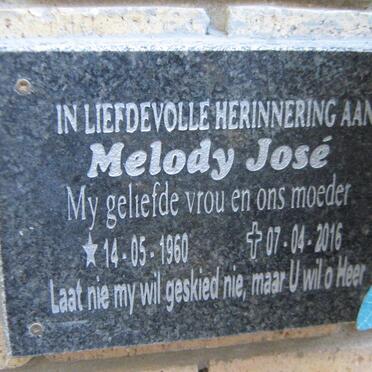 IN LIEFDEVOLLE HERINNERING AAN
Melody José
My geliefde vrou en ons moeder
14-05-1960 07-04-2016
Laat nie my wil geskied nie, maar U wil o Heer